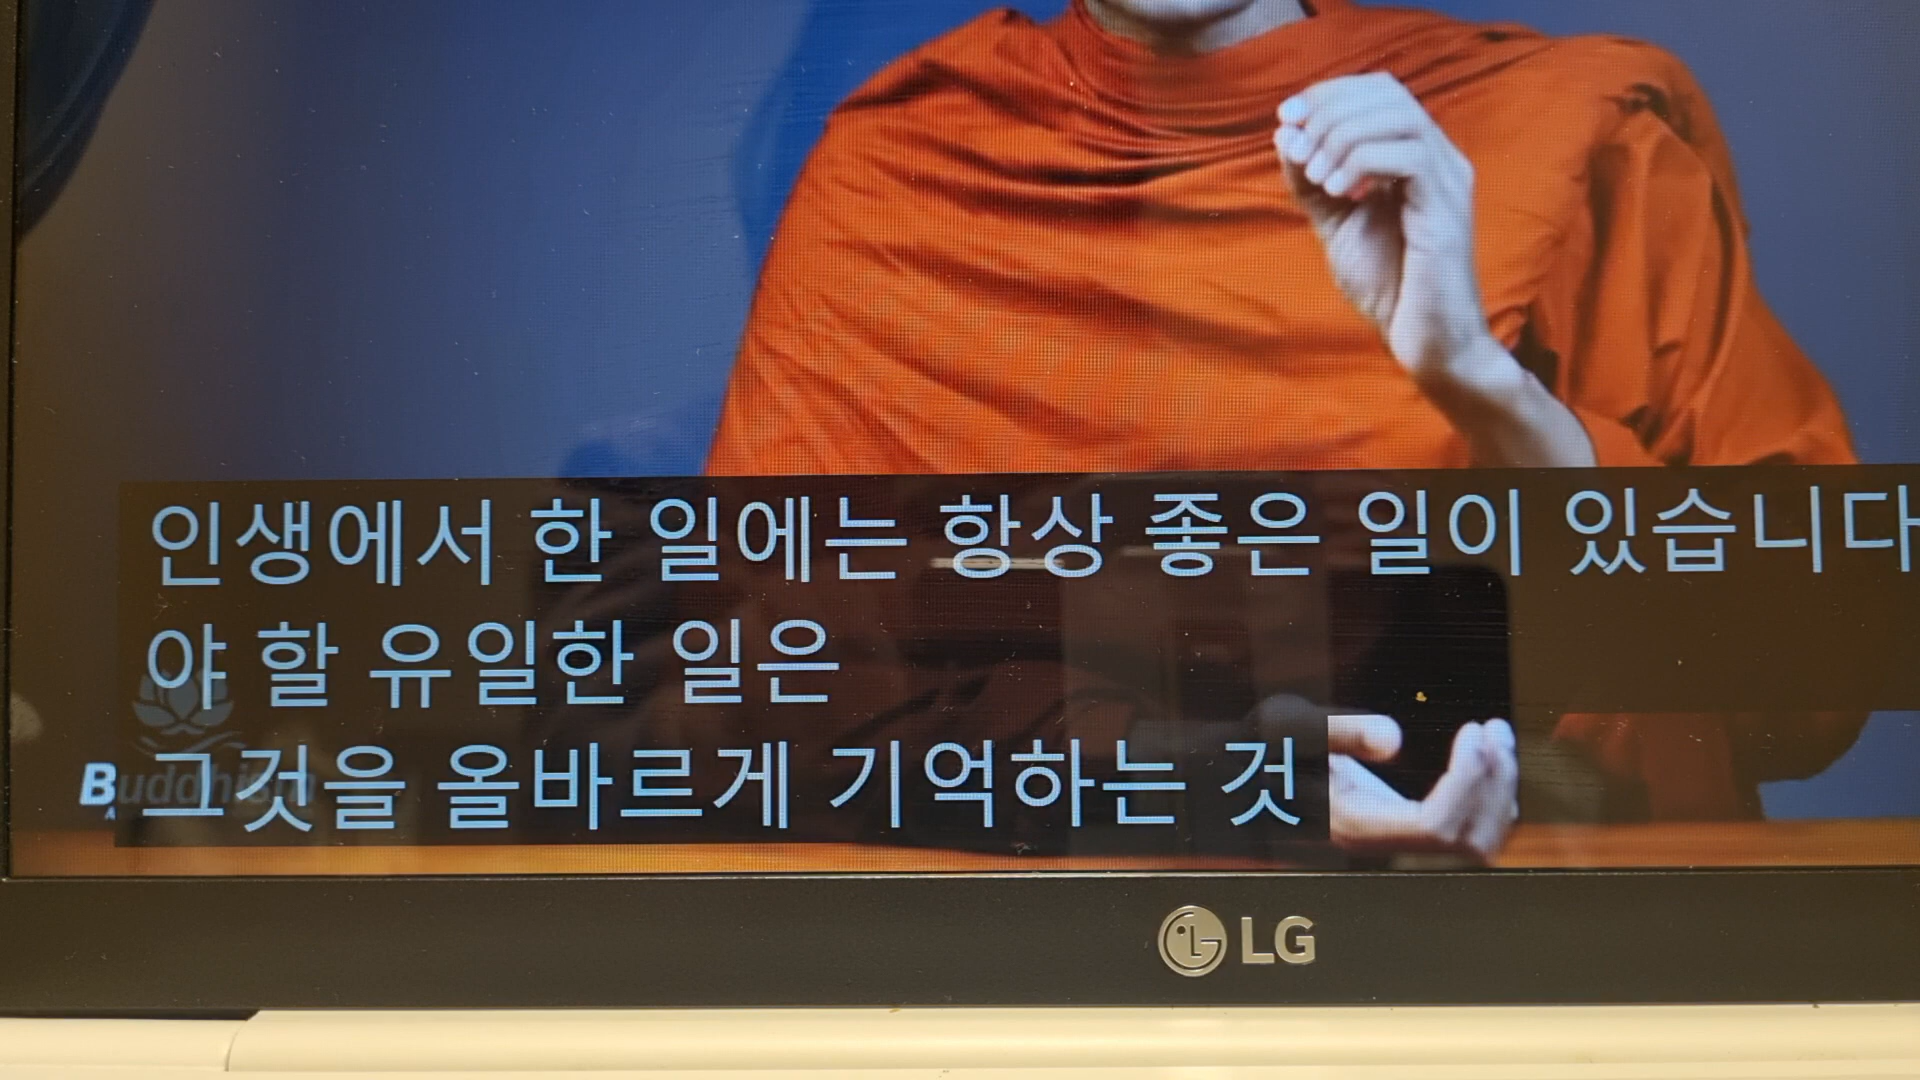 인생에서 한 일에는 항상 좋은 일이 있습니다
야 할 유일한 일은
그것을 올바르게 기억하는 것
Buddhism
LG